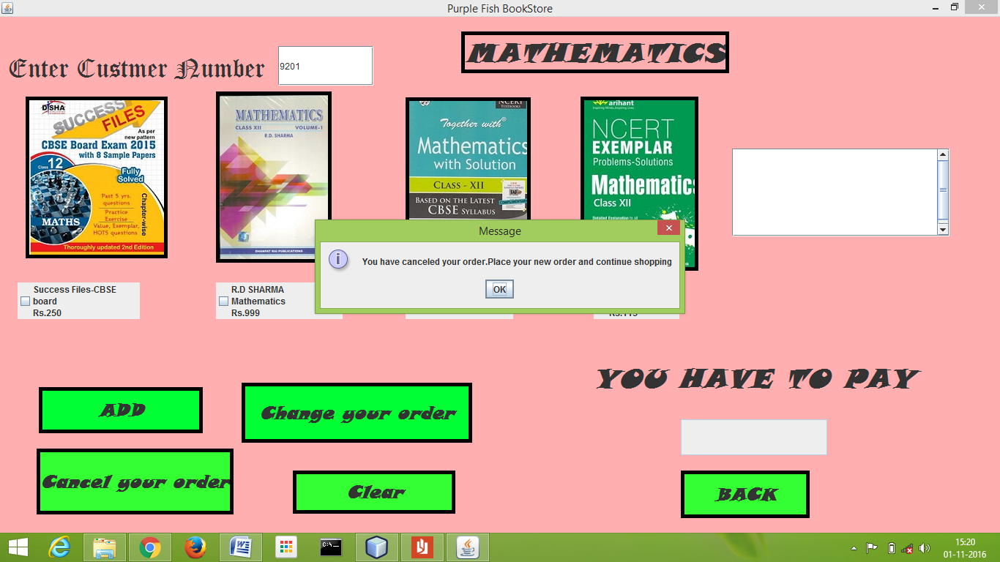 Purple Fish BookStore
Enter Custmer Number
9201
MATHEMATICS
DISHA
SUCCESS
FILES
As per
new pattern
CBSE Board Exam 2015
with 8 Sample Papers
Class 12
Fully
Solved
Past 5 yrs.
questions
Practice
Exercise
Value, Exemplar,
HOTS questions
Chapter-wise
MATHS
Thoroughly updated 2nd Edition
MATHEMATICS
CLASS XII VOLUME-1
R.D. SHARMA
DHANPAT RAI PUBLICATIONS
NCERT
TEXTBOOKS
Together with®
Mathematics
with Solution
CLASS - XII
BASED ON THE LATEST
CBSE SYLLABUS
arihant
NCERT
EXEMPLAR
Problems-Solutions
Mathematics
Class XII
Detailed Explanation to all
Message
You have canceled your order.Place your new order and continue shopping
OK
Success Files-CBSE
board
Rs.250
R.D SHARMA
Mathematics
Rs.999
YOU HAVE TO PAY
ADD
Change your order
Cancel your order
Clear
BACK
15:20
01-11-2016